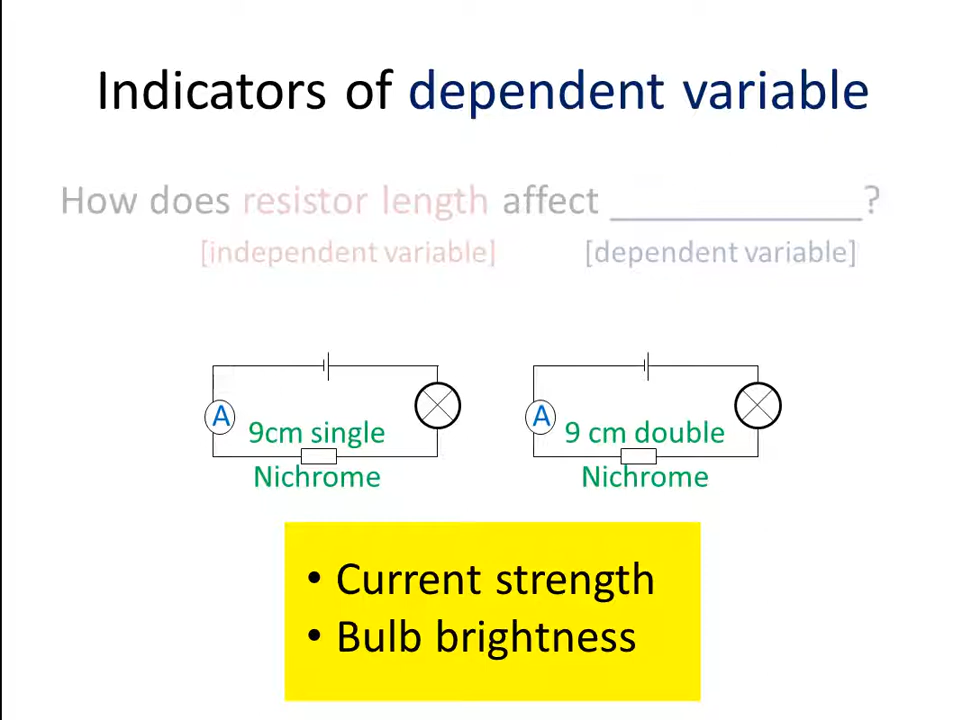 Indicators of dependent variable
How does resistor length affect _____________?
[independent variable]
[dependent variable]
A
9cm single
Nichrome
A
9 cm double
Nichrome
• Current strength
• Bulb brightness